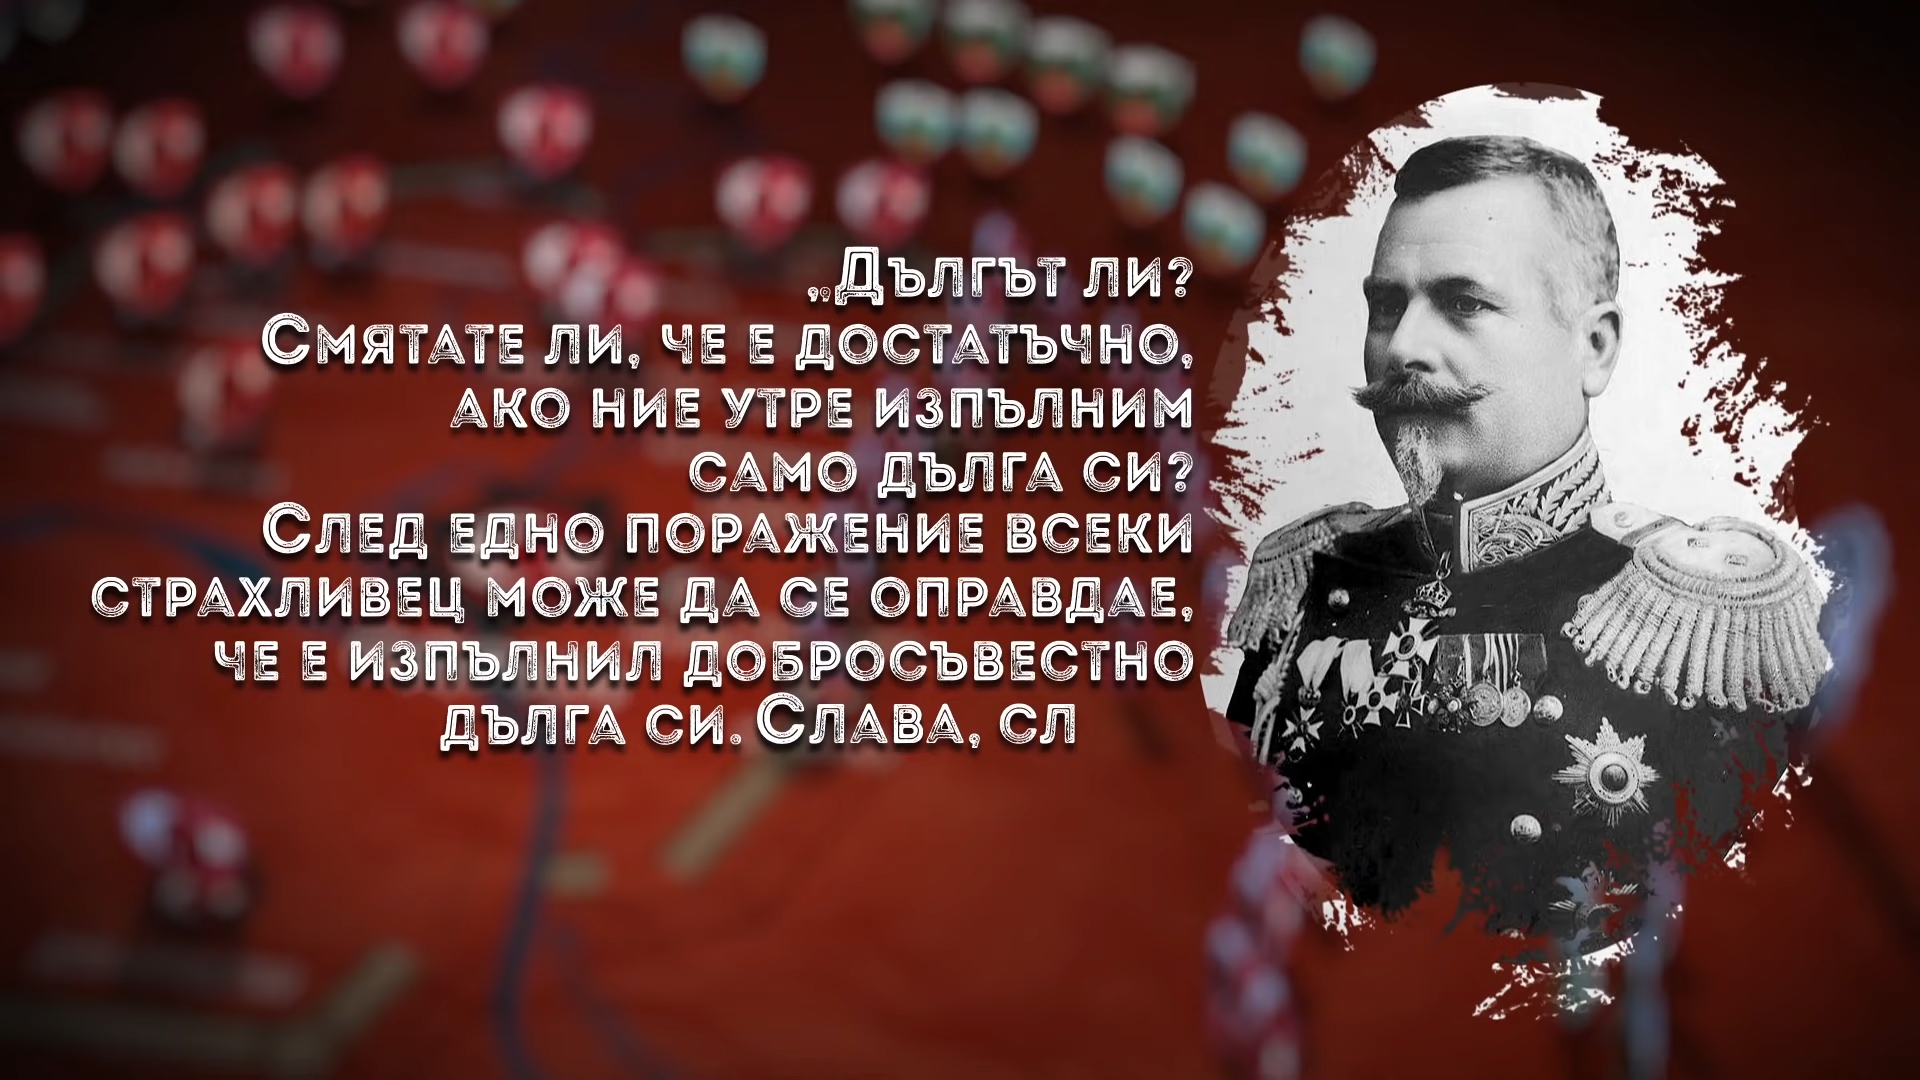 „Дългът ли?
Смятате ли, че е достатъчно,
ако ние утре изпълним
само дълга си?
След едно поражение всеки
страхливец може да се оправдае,
че е изпълнил добросъвестно
дълга си. Слава, сл